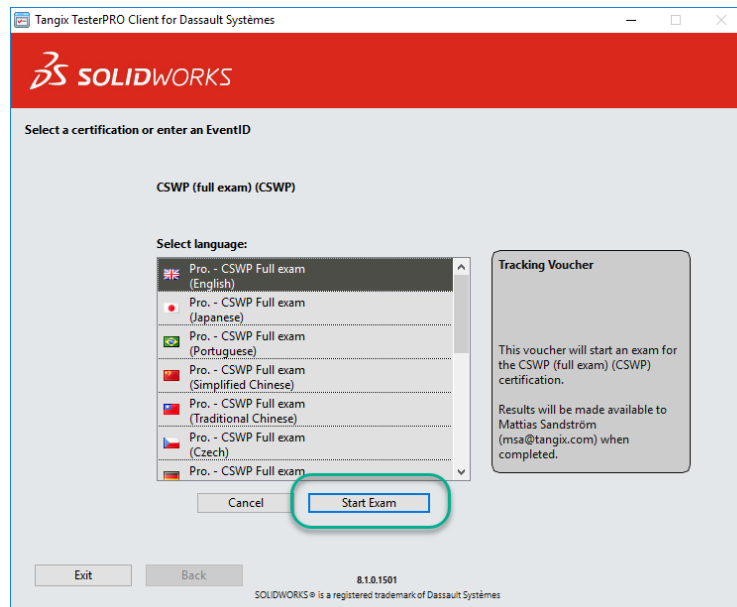 Tangix TesterPRO Client for Dassault Systèmes
SOLIDWORKS
Select a certification or enter an EventID
CSWP (full exam) (CSWP)
Select language:
Pro. - CSWP Full exam
(English)
Pro. - CSWP Full exam
(Japanese)
Pro. - CSWP Full exam
(Portuguese)
Pro. - CSWP Full exam
(Simplified Chinese)
Pro. - CSWP Full exam
(Traditional Chinese)
Pro. - CSWP Full exam
(Czech)
Pro. - CSWP Full exam
Tracking Voucher
This voucher will start an exam for
the CSWP (full exam) (CSWP)
certification.
Results will be made available to
Mattias Sandström
(msa@tangix.com) when
completed.
Cancel
Start Exam
Exit
Back
8.1.0.1501
SOLIDWORKS® is a registered trademark of Dassault Systèmes